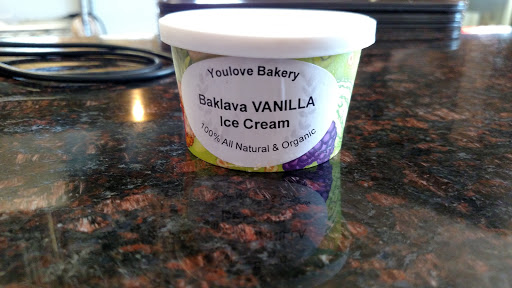 Youlove Bakery
Baklava VANILLA
Ice Cream
100% All Natural & Organic